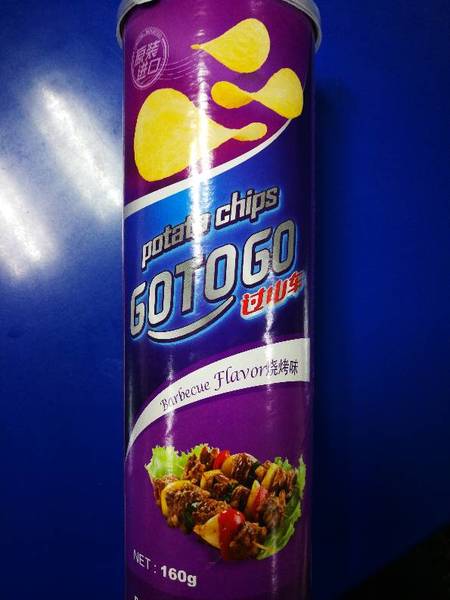 原装
进口
potato chips
GOTOGO
过山车
Barbecue Flavor烧烤味
NET : 160g